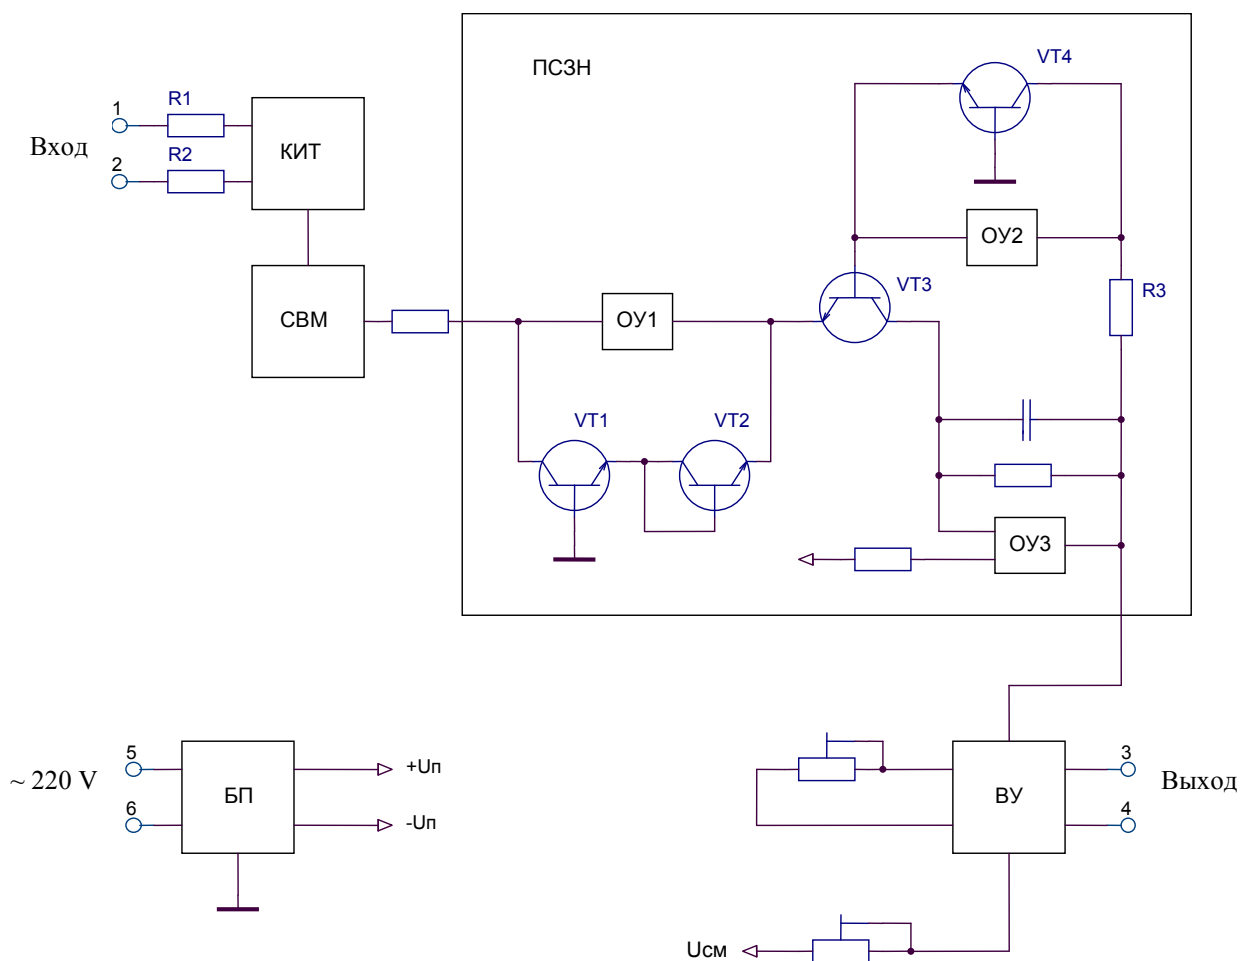 ПСЗН
VT4
R1
1
Вход
КИТ
R2
2
ОУ2
VT3
R3
СВМ
ОУ1
VT1
VT2
ОУ3
5
~ 220 V
БП
+Uп
6
-Uп
3
ВУ
Выход
4
Uсм